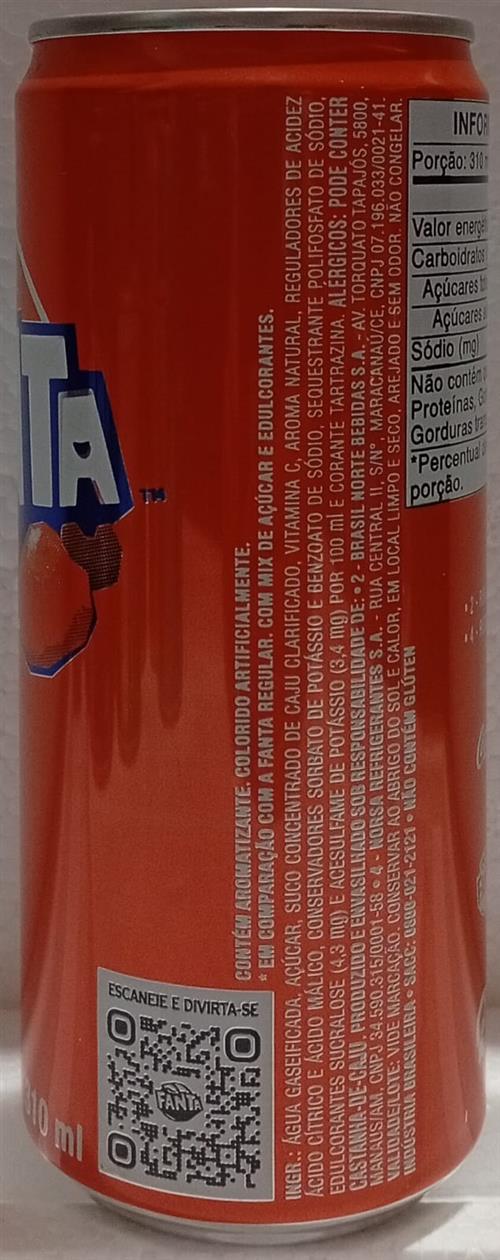 TA
TM
310 ml
ESCANEIE E DIVIRTA-SE
FANTA
CONTÉM AROMATIZANTE. COLORIDO ARTIFICIALMENTE.
* EM COMPARAÇÃO COM A FANTA REGULAR. COM MIX DE AÇÚCAR E EDULCORANTES.
INGR.: ÁGUA GASEIFICADA, AÇÚCAR, SUCO CONCENTRADO DE CAJU CLARIFICADO, VITAMINA C, AROMA NATURAL, REGULADORES DE ACIDEZ
ÁCIDO CÍTRICO E ÁCIDO MÁLICO, CONSERVADORES SORBATO DE POTÁSSIO E BENZOATO DE SÓDIO, SEQUESTRANTE POLIFOSFATO DE SÓDIO,
EDULCORANTES SUCRALOSE (4,3 mg) E ACESULFAME DE POTÁSSIO (3,4 mg) POR 100 ml E CORANTE TARTRAZINA. ALÉRGICOS: PODE CONTER
CASTANHA-DE-CAJU. PRODUZIDO E ENVASILHADO SOB RESPONSABILIDADE DE: • 2 - BRASIL NORTE BEBIDAS S.A. - AV. TORQUATO TAPAJÓS, 5800,
MANAUS/AM, CNPJ 34.590.315/0001-58 • 4 - NORSA REFRIGERANTES S.A. - RUA CENTRAL II, S/Nº, MARACANAÚ/CE, CNPJ 07.196.033/0021-41.
VALIDADE/LOTE: VIDE MARCAÇÃO. CONSERVAR AO ABRIGO DO SOL E CALOR, EM LOCAL LIMPO E SECO, AREJADO E SEM ODOR. NÃO CONGELAR.
INDÚSTRIA BRASILEIRA • SACC: 0800-021-2121 • NÃO CONTÉM GLÚTEN
INFOR
Porção: 310 m
Valor energé
Carboidratos
Açúcares tot
Açúcares
Sódio (mg)
Não contém
Proteínas, Go
Gorduras tran
*Percentual
porção.